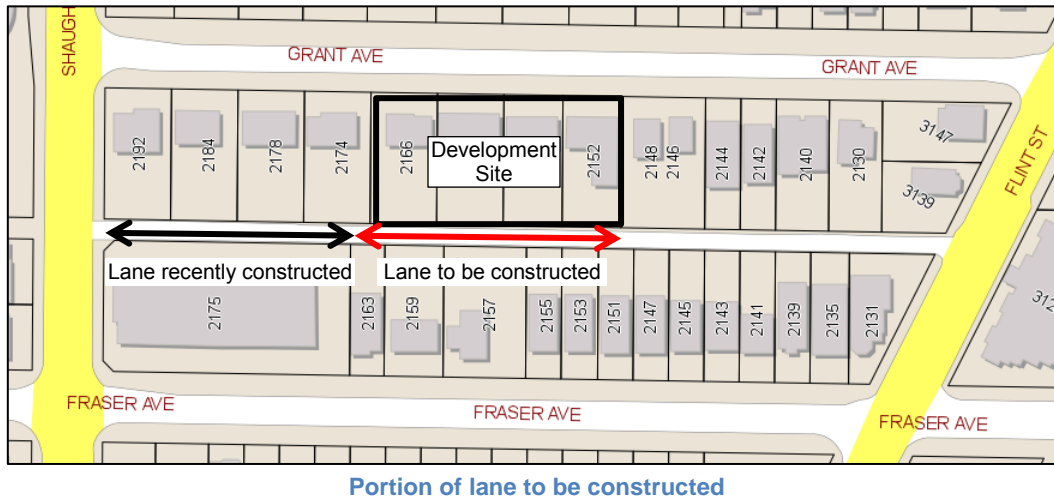 SHAUGH
GRANT AVE
GRANT AVE
2192
2184
2178
2174
2166
Development
Site
2152
2148
2146
2144
2142
2140
2130
3147
3139
FLINT ST
Lane recently constructed
Lane to be constructed
2175
2163
2159
2157
2155
2153
2151
2147
2145
2143
2141
2139
2135
2131
312
FRASER AVE
FRASER AVE
FRASER AVE
Portion of lane to be constructed